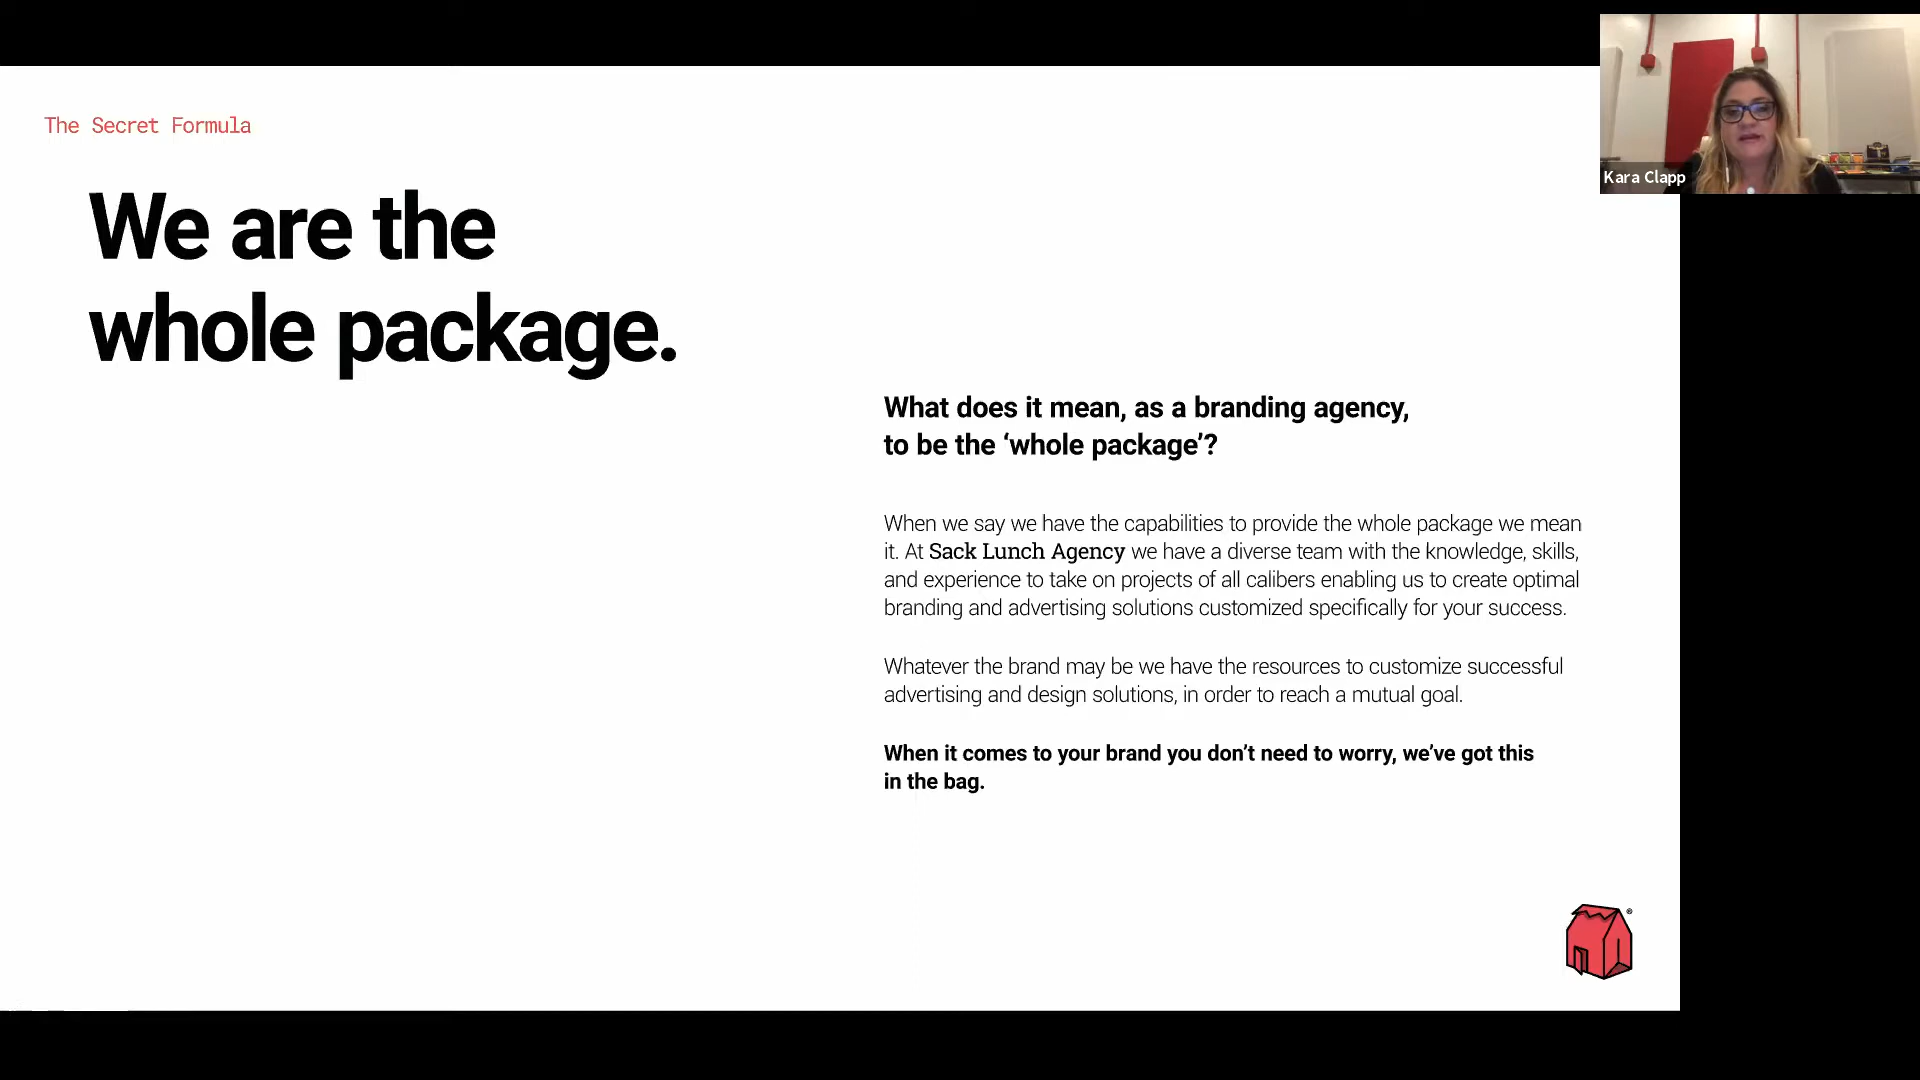 The Secret Formula
We are the
whole package.
What does it mean, as a branding agency,
to be the ‘whole package’?
When we say we have the capabilities to provide the whole package we mean
it. At Sack Lunch Agency we have a diverse team with the knowledge, skills,
and experience to take on projects of all calibers enabling us to create optimal
branding and advertising solutions customized specifically for your success.
Whatever the brand may be we have the resources to customize successful
advertising and design solutions, in order to reach a mutual goal.
When it comes to your brand you don’t need to worry, we’ve got this
in the bag.
®
Kara Clapp